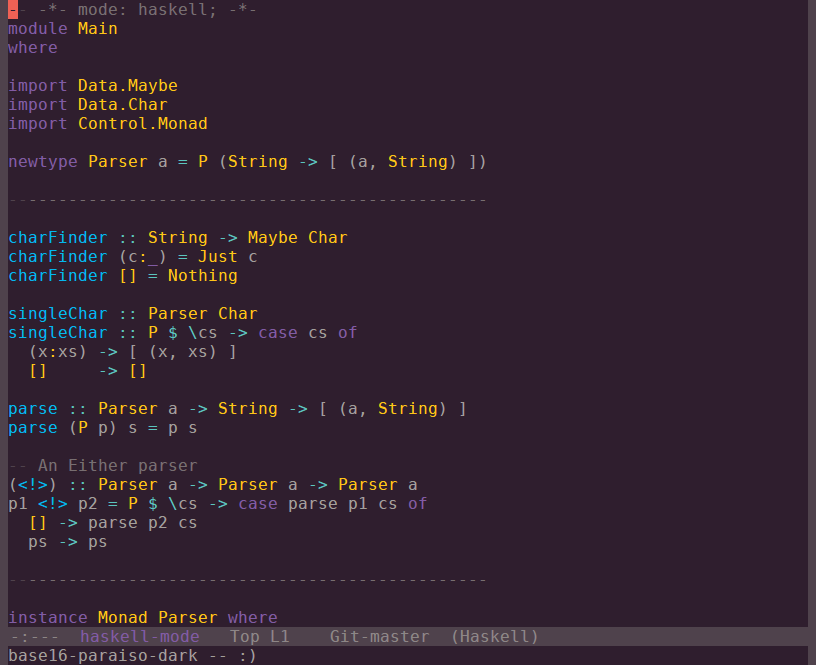 -- -*- mode: haskell; -*-
module Main
where

import Data.Maybe
import Data.Char
import Control.Monad

newtype Parser a = P (String -> [ (a, String) ])

------------------------------------------------

charFinder :: String -> Maybe Char
charFinder (c:_) = Just c
charFinder [] = Nothing

singleChar :: Parser Char
singleChar :: P $ \cs -> case cs of
  (x:xs) -> [ (x, xs) ]
  []     -> []

parse :: Parser a -> String -> [ (a, String) ]
parse (P p) s = p s

-- An Either parser
(<!>) :: Parser a -> Parser a -> Parser a
p1 <!> p2 = P $ \cs -> case parse p1 cs of
  [] -> parse p2 cs
  ps -> ps

------------------------------------------------

instance Monad Parser where
-:---  haskell-mode   Top L1    Git-master  (Haskell)
base16-paraiso-dark -- :)